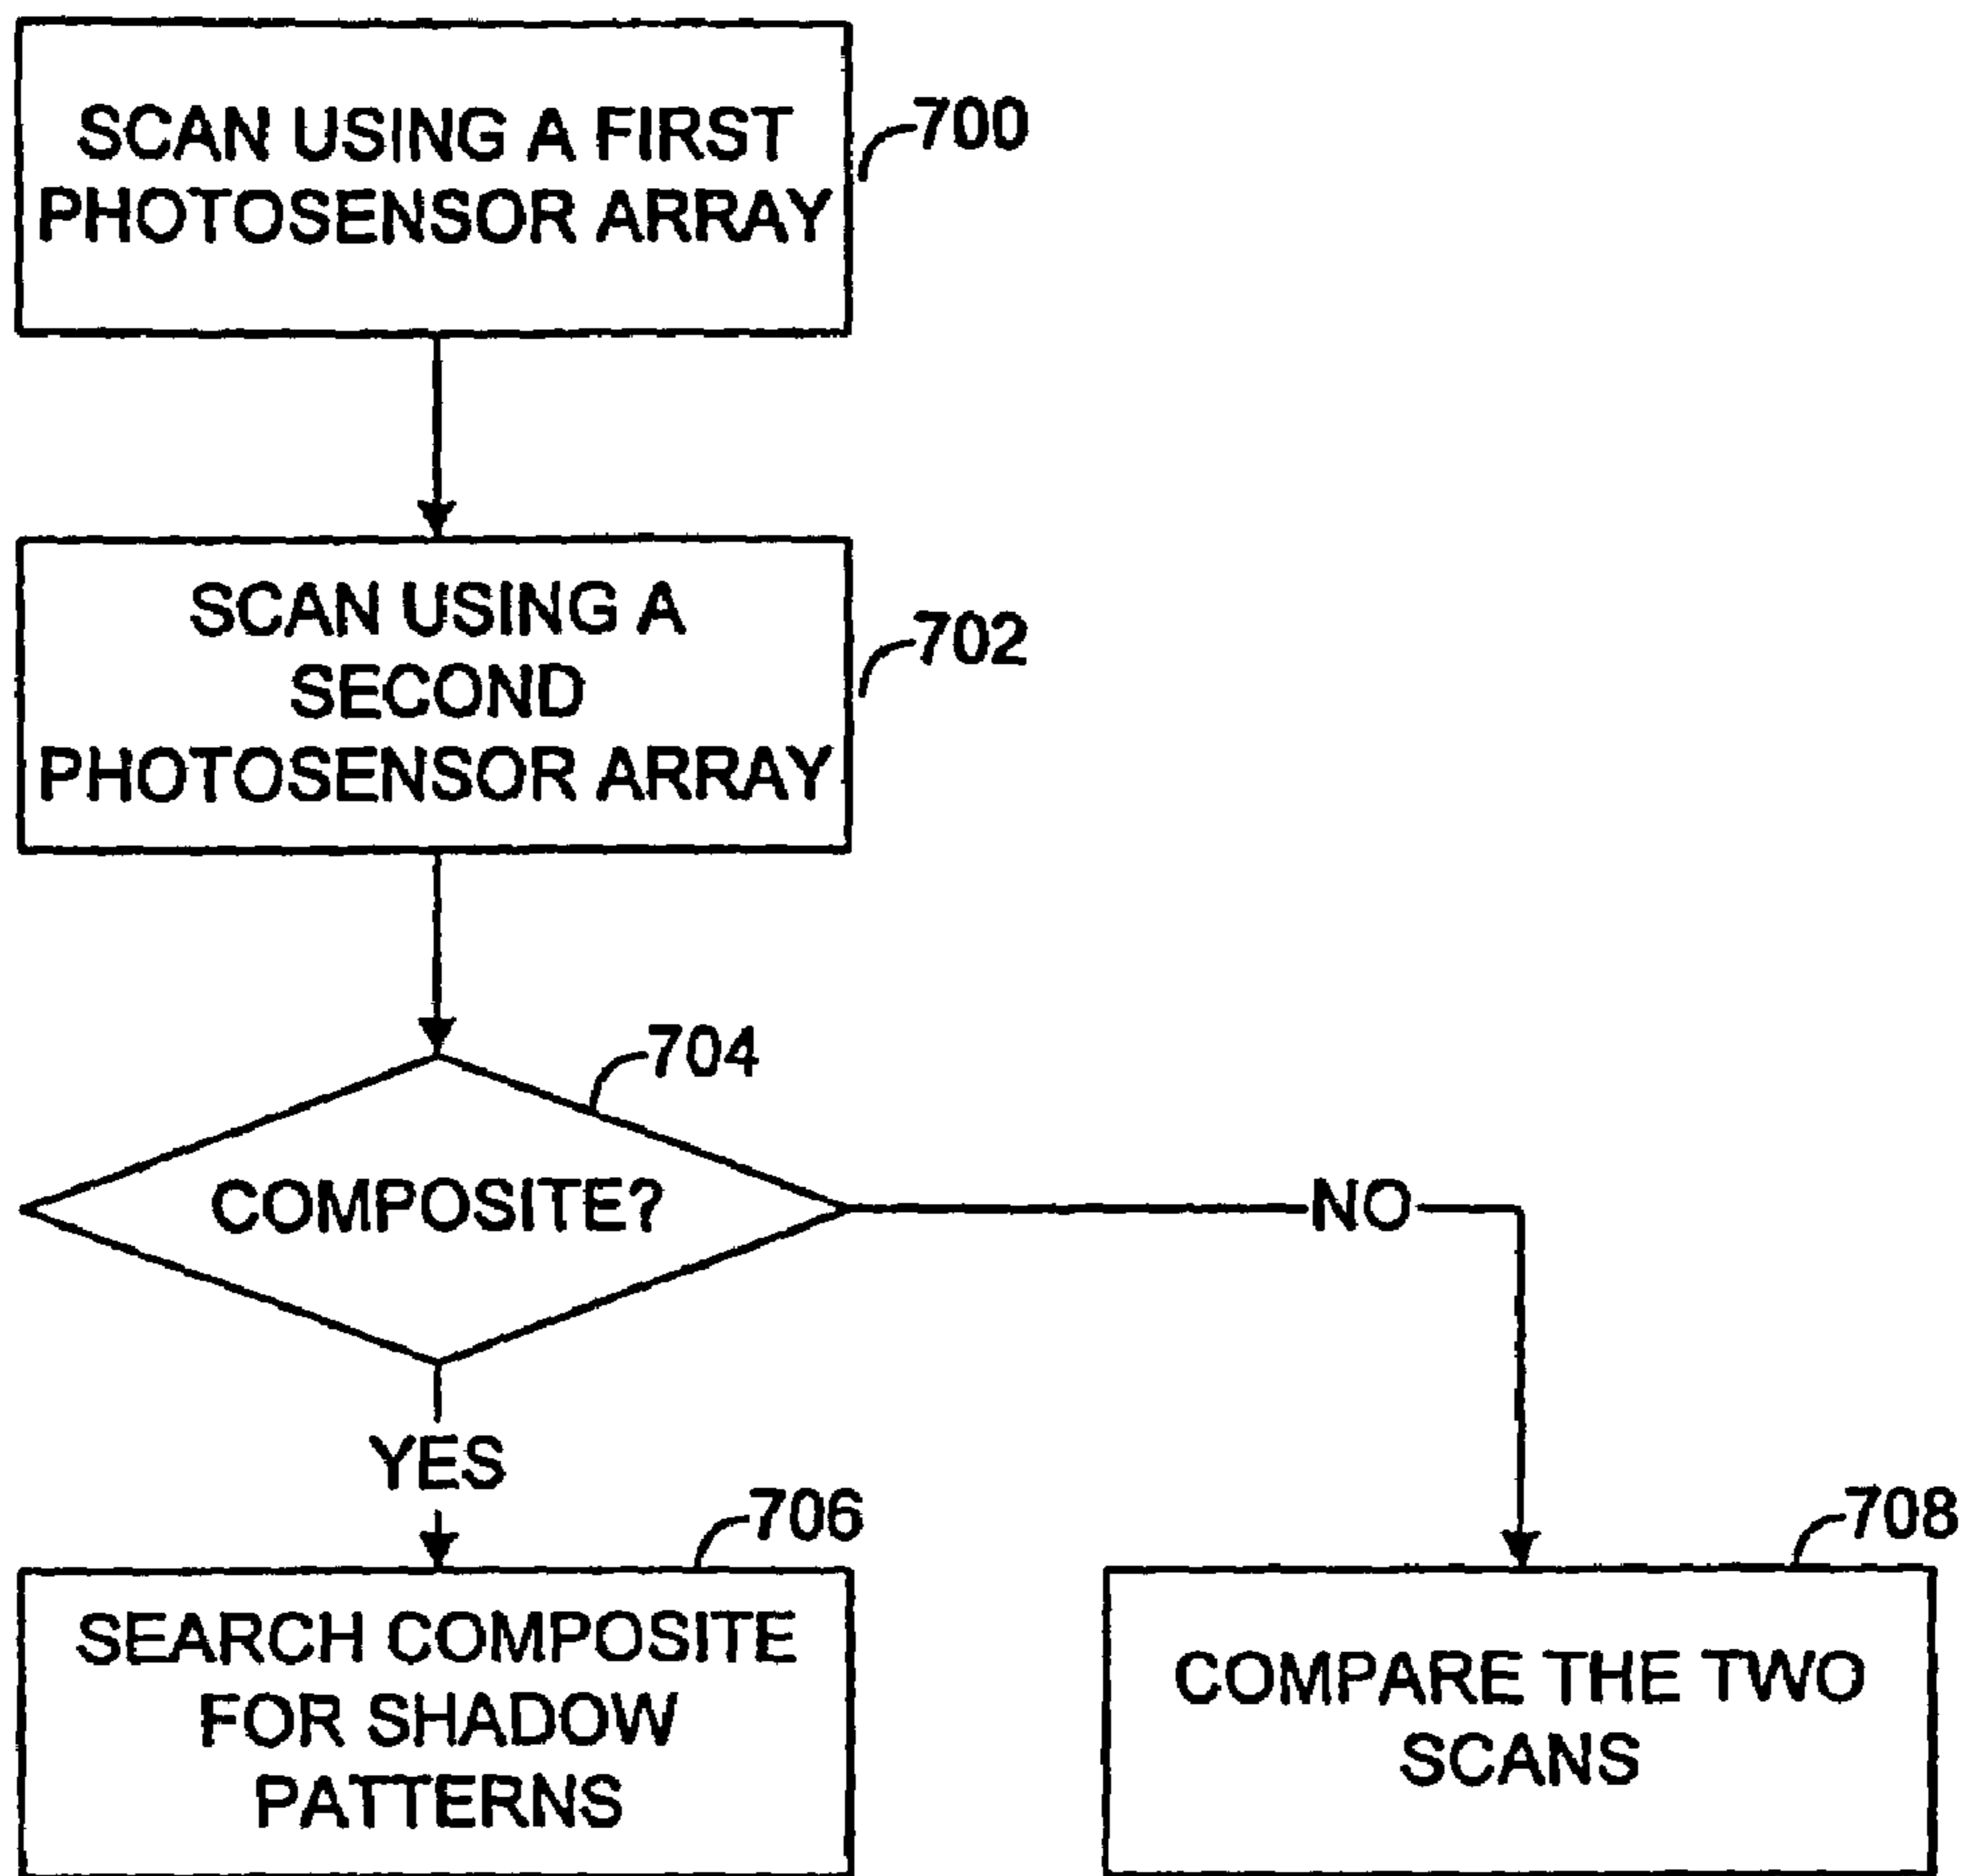 SCAN USING A FIRST
PHOTOSENSOR ARRAY
700
SCAN USING A
SECOND
PHOTOSENSOR ARRAY
702
704
COMPOSITE?
NO
YES
706
SEARCH COMPOSITE
FOR SHADOW
PATTERNS
708
COMPARE THE TWO
SCANS